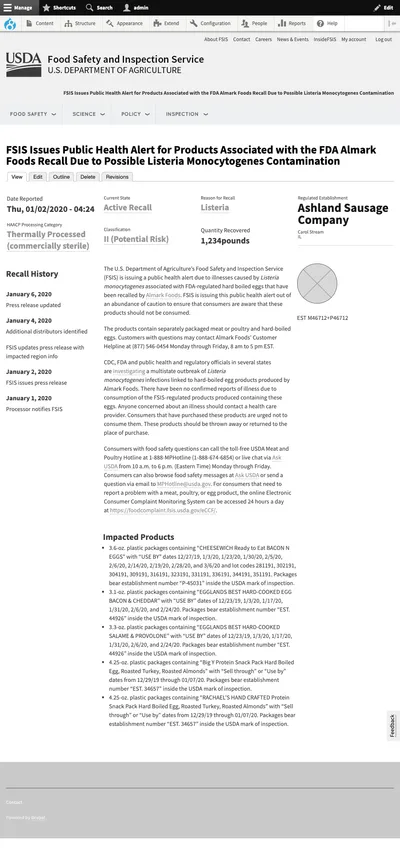 Manage Shortcuts Search admin Edit
Content Structure Appearance Extend Configuration People Reports Help
About FSIS Contact Careers News & Events InsideFSIS My account Log out
USDA Food Safety and Inspection Service
U.S. DEPARTMENT OF AGRICULTURE
FSIS Issues Public Health Alert for Products Associated with the FDA Almark Foods Recall Due to Possible Listeria Monocytogenes Contamination
FOOD SAFETY SCIENCE POLICY INSPECTION
FSIS Issues Public Health Alert for Products Associated with the FDA Almark
Foods Recall Due to Possible Listeria Monocytogenes Contamination
View Edit Outline Delete Revisions
Date Reported
Thu, 01/02/2020 - 04:24
HACCP Processing Category
Thermally Processed
(commercially sterile)
Current State
Active Recall
Classification
II (Potential Risk)
Reason for Recall
Listeria
Quantity Recovered
1,234pounds
Regulated Establishment
Almark Sausage
Company
Carol Stream
IL
EST M46712+P46712
Recall History
January 6, 2020
Press release updated
January 4, 2020
Additional distributors identified
FSIS updates press release with
impacted region info
January 2, 2020
FSIS issues press release
January 1, 2020
Processor notifies FSIS
The U.S. Department of Agriculture's Food Safety and Inspection Service
(FSIS) is issuing a public health alert due to illnesses caused by Listeria
monocytogenes associated with FDA-regulated hard boiled eggs that have
been recalled by Almark Foods. FSIS is issuing this public health alert out of
an abundance of caution to ensure that consumers are aware that these
products should not be consumed.
The products contain separately packaged meat or poultry and hard-boiled
eggs. Customers with questions may contact Almark Foods' Customer
Helpline at (877) 546-0454 Monday through Friday, 8 am to 5 pm EST.
CDC, FDA and public health and regulatory officials in several states
are investigating a multistate outbreak of Listeria
monocytogenes infections linked to hard-boiled egg products produced by
Almark Foods. There have been no confirmed reports of illness due to
consumption of the FSIS-regulated products produced containing these
eggs. Anyone concerned about an illness should contact a health care
provider. Consumers that have purchased these products are urged not to
consume them. These products should be thrown away or returned to the
place of purchase.
Consumers with food safety questions can call the toll-free USDA Meat and
Poultry Hotline at 1-888 MPHotline (1-888-674-6854) or live chat via Ask
USDA from 10 a.m. to 6 p.m. (Eastern Time) Monday through Friday.
Consumers can also browse food safety messages at Ask USDA or send a
question via email to MPHotline@usda.gov. For consumers that need to
report a problem with a meat, poultry, or egg product, the online Electronic
Consumer Complaint Monitoring System can be accessed 24 hours a day
at https://foodcomplaint.fsis.usda.gov/eCCF/.
Impacted Products
3.6-oz. plastic packages containing "CHEESEWICH Ready to Eat BACON N
EGGS" with "USE BY" dates 12/27/19, 1/3/20, 1/23/20, 1/30/20, 2/5/20,
2/6/20, 2/14/20, 2/19/20, 2/28/20, and 3/6/20 and lot codes 281191, 302191,
304191, 309191, 316191, 323191, 331191, 336191, 344191, 351191. Packages
bear establishment number "P-45031" inside the USDA mark of inspection.
3.1-oz. plastic packages containing "EGGLANDS BEST HARD-COOKED EGG
BACON & CHEDDAR" with "USE BY" dates of 12/23/19, 1/3/20, 1/17/20,
1/31/20, 2/6/20, and 2/24/20. Packages bear establishment number "EST.
44926" inside the USDA mark of inspection.
3.3-oz. plastic packages containing "EGGLANDS BEST HARD-COOKED
SALAME & PROVOLONE" with "USE BY" dates of 12/23/19, 1/3/20, 1/17/20,
1/31/20, 2/6/20, and 2/24/20. Packages bear establishment number "EST.
44926" inside the USDA mark of inspection.
4.25-oz. plastic packages containing "Big Y Protein Snack Pack Hard Boiled
Egg, Roasted Turkey, Roasted Almonds" with "Sell through" or "Use by"
dates from 12/29/19 through 01/07/20. Packages bear establishment
number "EST. 34657" inside the USDA mark of inspection.
4.25-oz. plastic packages containing "RACHAEL'S HAND CRAFTED Protein
Snack Pack Hard Boiled Egg, Roasted Turkey, Roasted Almonds" with "Sell
through" or "Use by" dates from 12/29/19 through 01/07/20. Packages bear
establishment number "EST. 34657" inside the USDA mark of inspection.
Feedback
Contact
Powered by Drupal